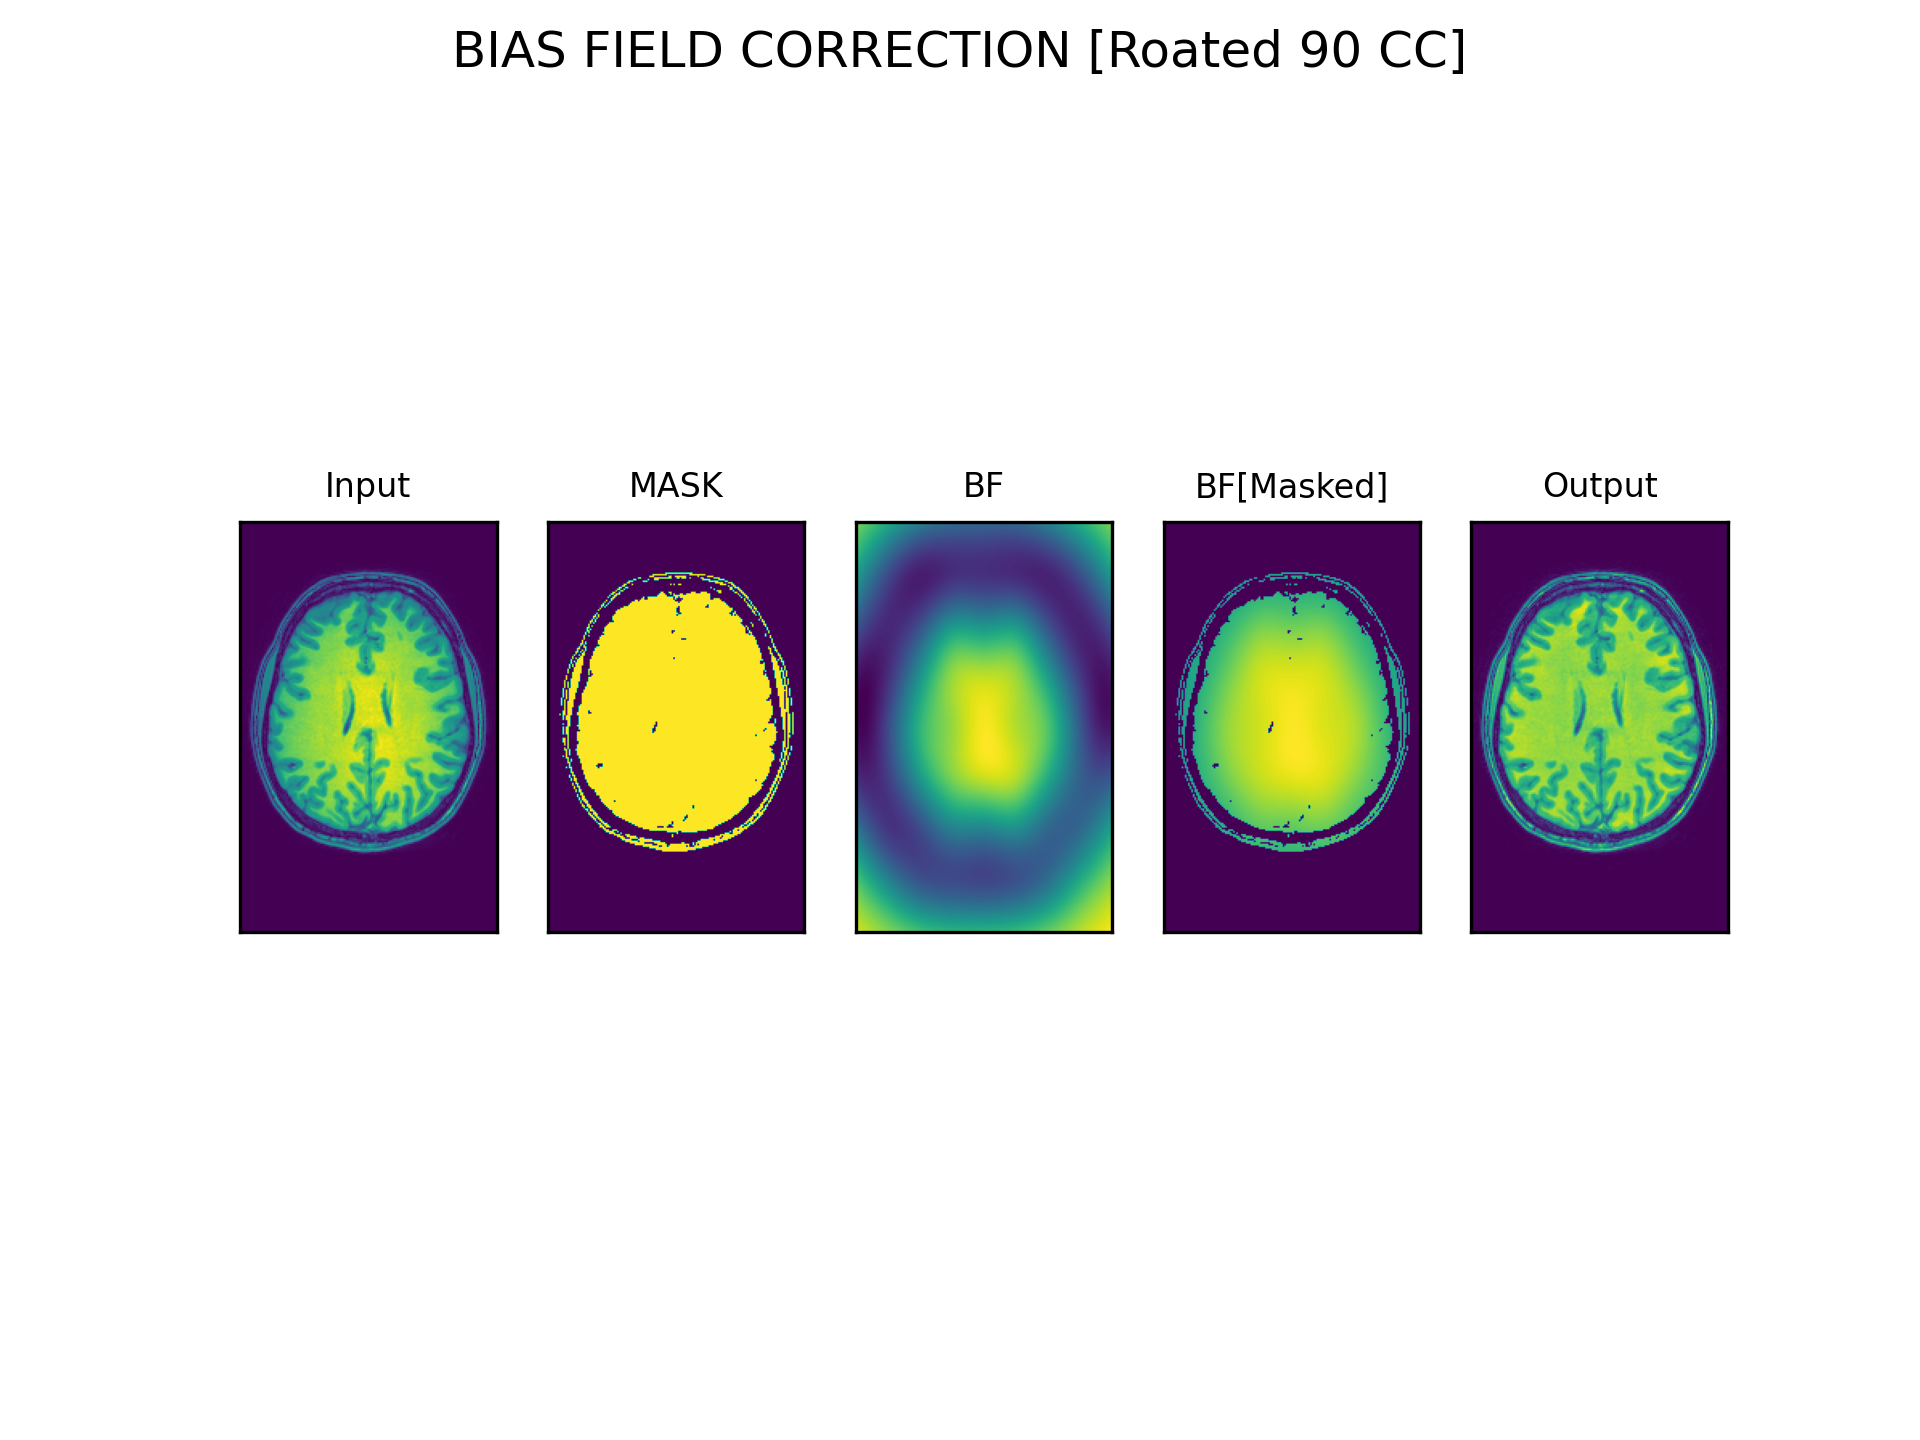 BIAS FIELD CORRECTION [Roated 90 CC]
Input
MASK
BF
BF[Masked]
Output